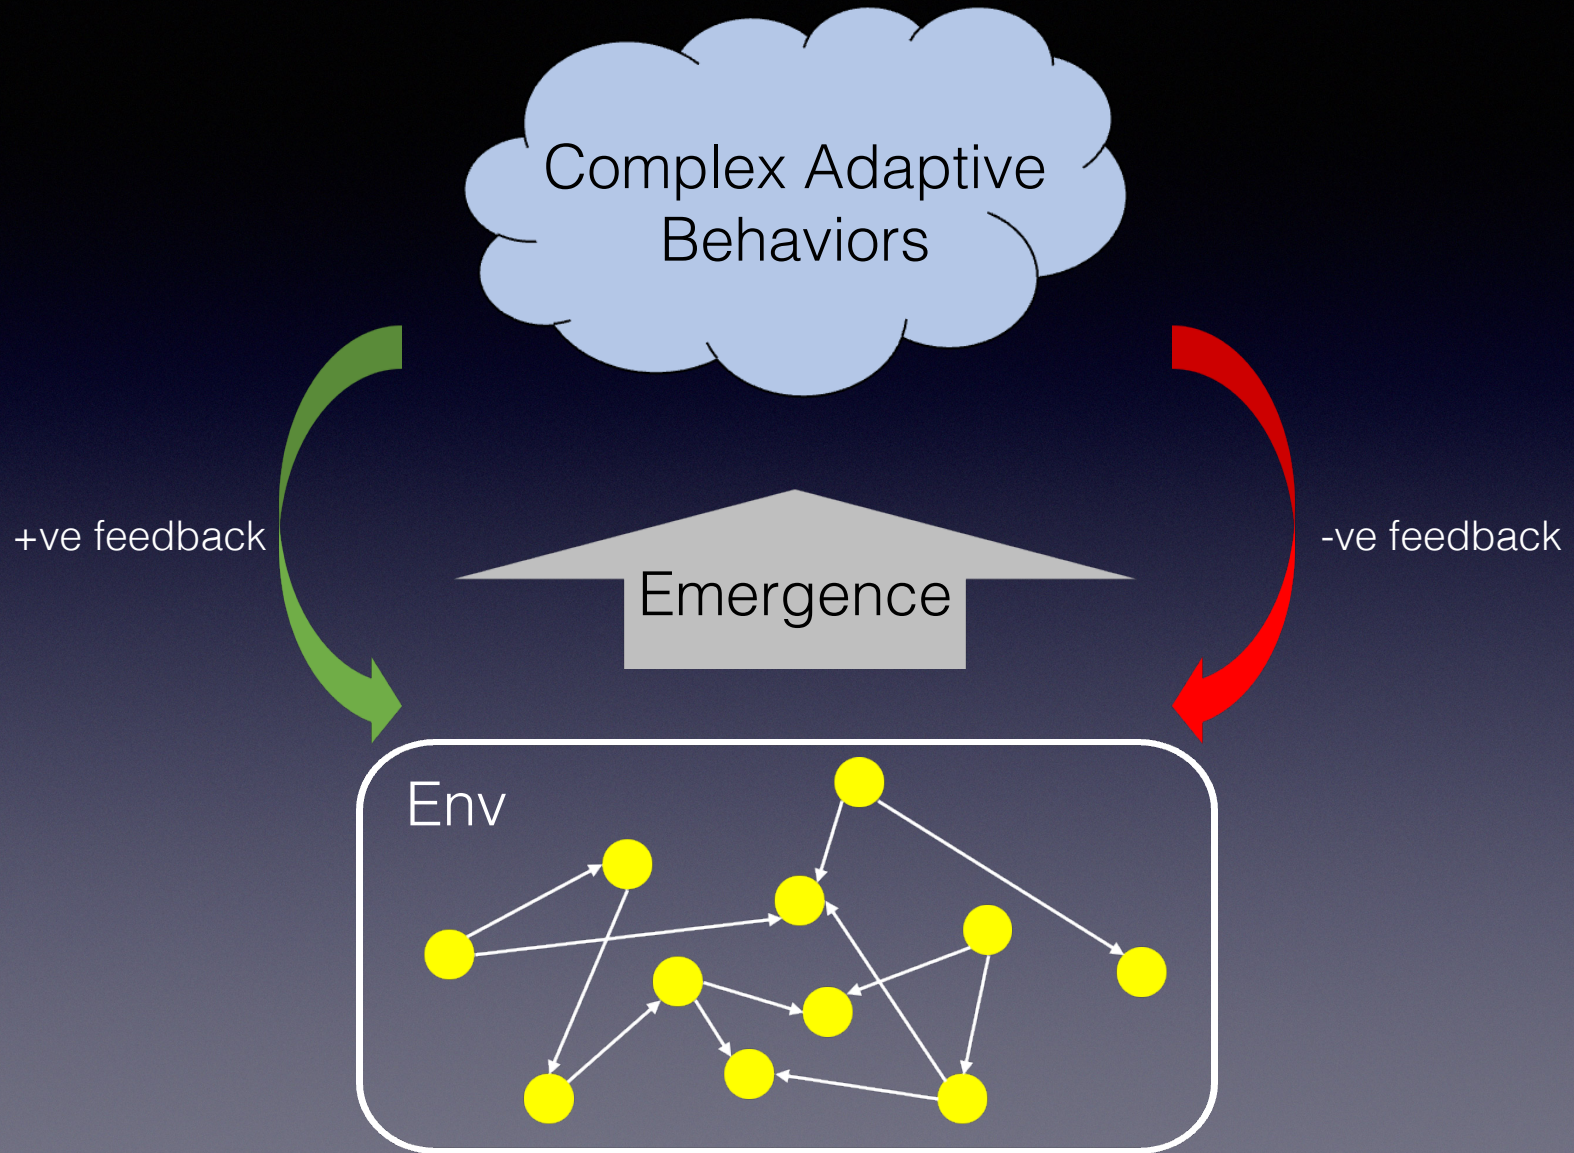 Complex Adaptive
Behaviors
+ve feedback
-ve feedback
Emergence
Env